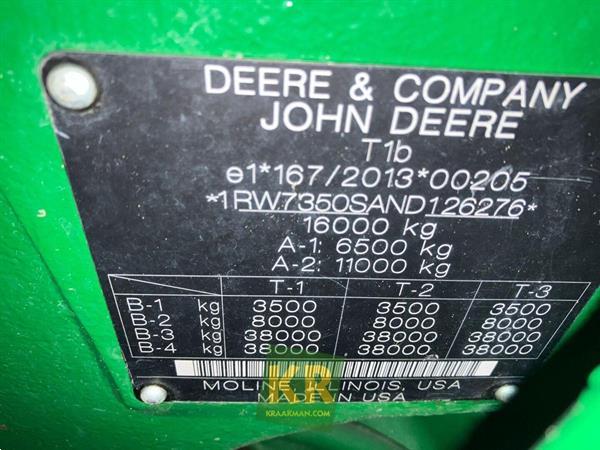 DEERE & COMPANY
JOHN DEERE
T1b
e1*167/2013*00205
*1RW7350SAND126276*
16000 kg
A-1: 6500 kg
A-2: 11000 kg
T-1 T-2 T-3
B-1 kg 3500 3500 3500
B-2 kg 8000 8000 8000
B-3 kg 38000 38000 38000
B-4 kg 38000 38000 38000
MOLINE, ILLINOIS, USA
MADE IN USA
KR
KRAAKMAN.COM